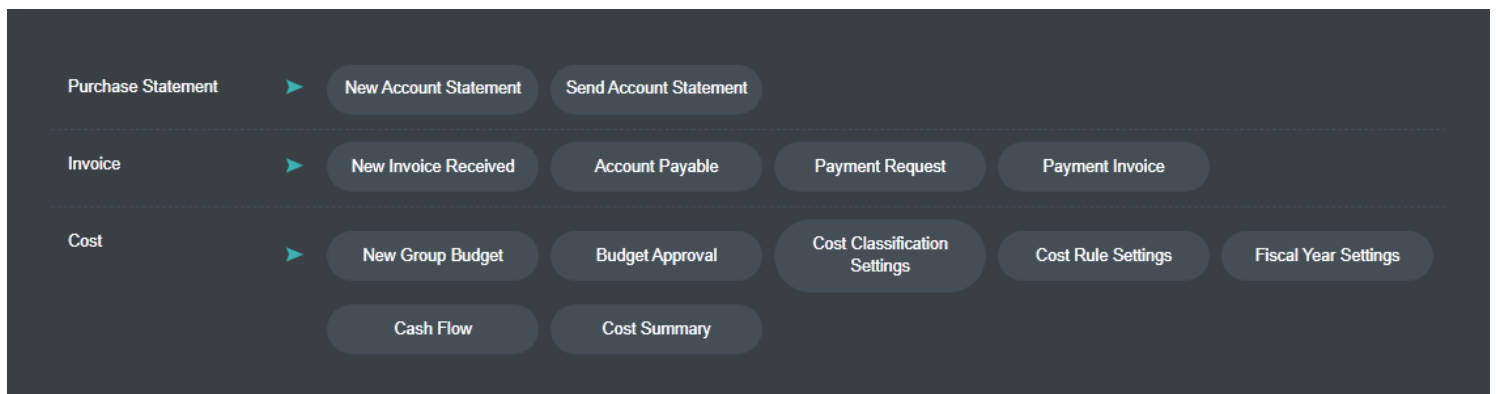 Purchase Statement
New Account Statement
Send Account Statement
Invoice
New Invoice Received
Account Payable
Payment Request
Payment Invoice
Cost
New Group Budget
Budget Approval
Cost Classification
Settings
Cost Rule Settings
Fiscal Year Settings
Cash Flow
Cost Summary